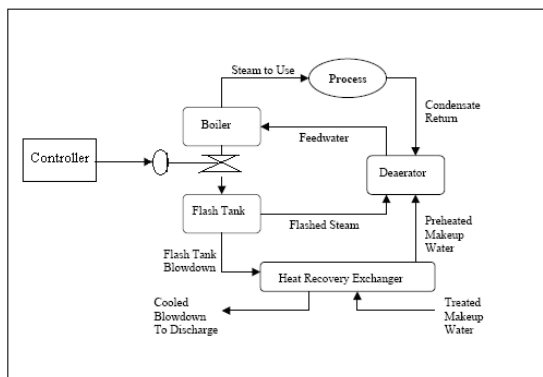 Steam to Use
Process
Boiler
Condensate
Return
Feedwater
Controller
Deaerator
Flash Tank
Flashed Steam
Preheated
Makeup
Water
Flash Tank
Blowdown
Heat Recovery Exchanger
Cooled
Blowdown
To Discharge
Treated
Makeup
Water